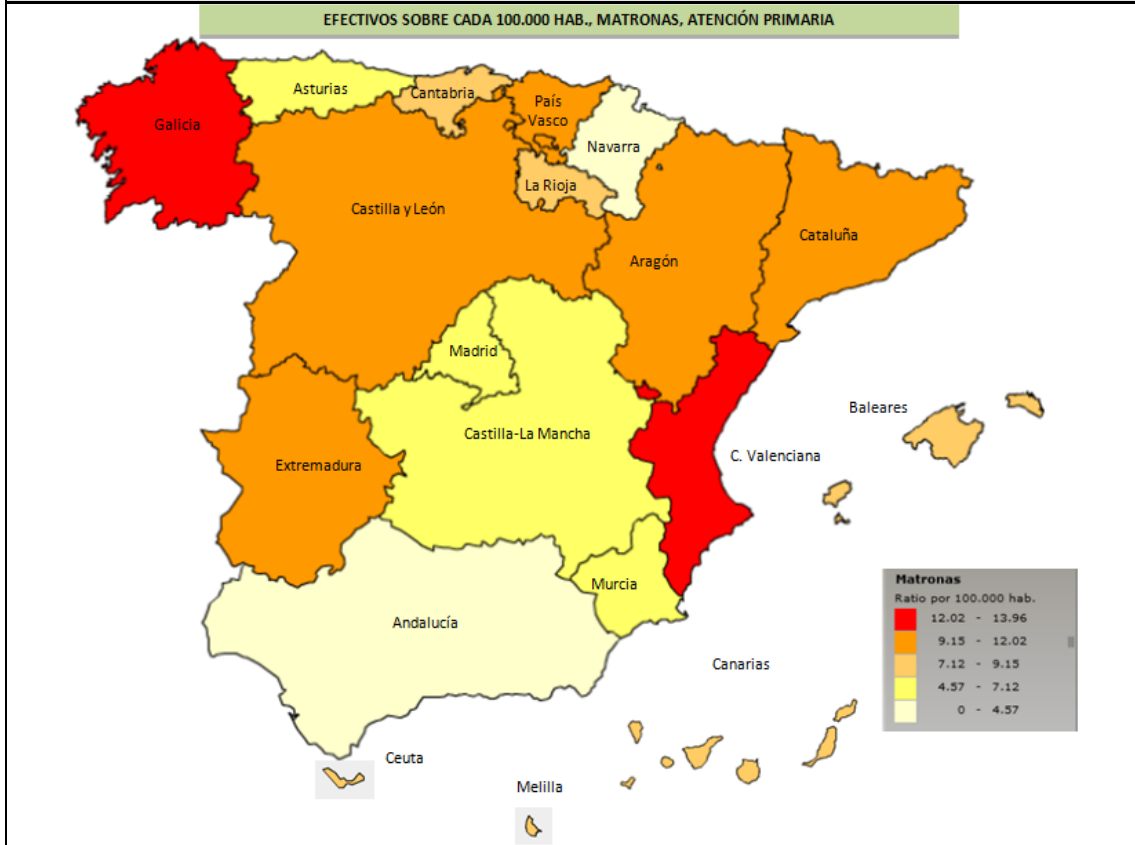 EFECTIVOS SOBRE CADA 100.000 HAB., MATRONAS, ATENCIÓN PRIMARIA
Asturias
Cantabria
País
Vasco
Galicia
Navarra
La Rioja
Castilla y León
Cataluña
Aragón
Madrid
Baleares
Castilla-La Mancha
C. Valenciana
Extremadura
Murcia
Andalucía
Matronas
Ratio por 100.000 hab.
12.02 - 13.96
9.15 - 12.02
7.12 - 9.15
4.57 - 7.12
0 - 4.57
Canarias
Ceuta
Melilla